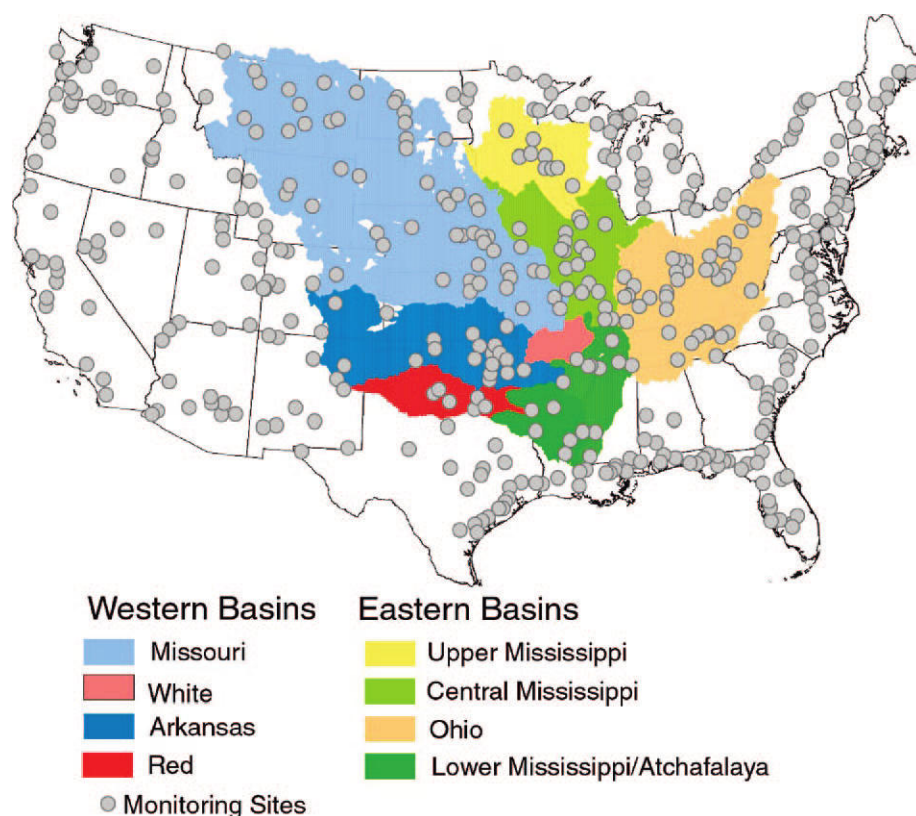 Western Basins
Missouri
White
Arkansas
Red
Monitoring Sites
Eastern Basins
Upper Mississippi
Central Mississippi
Ohio
Lower Mississippi/Atchafalaya